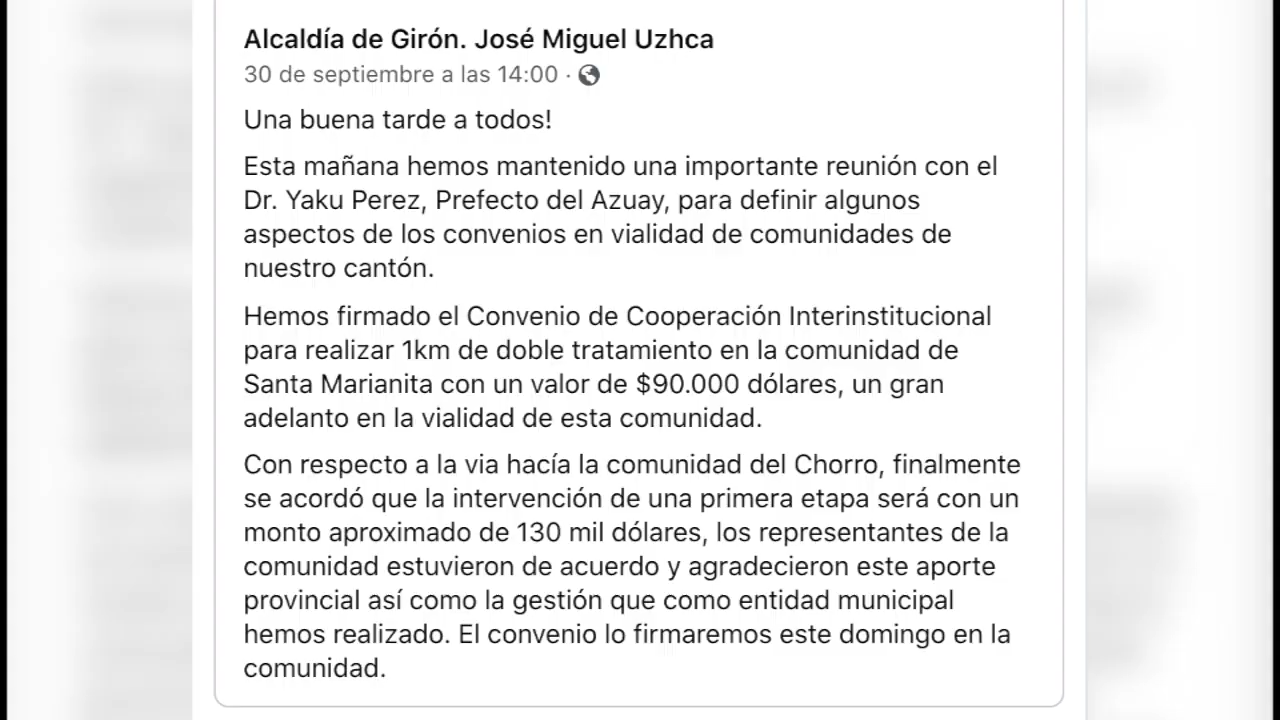 Alcaldía de Girón. José Miguel Uzhca
30 de septiembre a las 14:00 ·
Una buena tarde a todos!
Esta mañana hemos mantenido una importante reunión con el
Dr. Yaku Perez, Prefecto del Azuay, para definir algunos
aspectos de los convenios en vialidad de comunidades de
nuestro cantón.
Hemos firmado el Convenio de Cooperación Interinstitucional
para realizar 1km de doble tratamiento en la comunidad de
Santa Marianita con un valor de $90.000 dólares, un gran
adelanto en la vialidad de esta comunidad.
Con respecto a la via hacía la comunidad del Chorro, finalmente
se acordó que la intervención de una primera etapa será con un
monto aproximado de 130 mil dólares, los representantes de la
comunidad estuvieron de acuerdo y agradecieron este aporte
provincial así como la gestión que como entidad municipal
hemos realizado. El convenio lo firmaremos este domingo en la
comunidad.